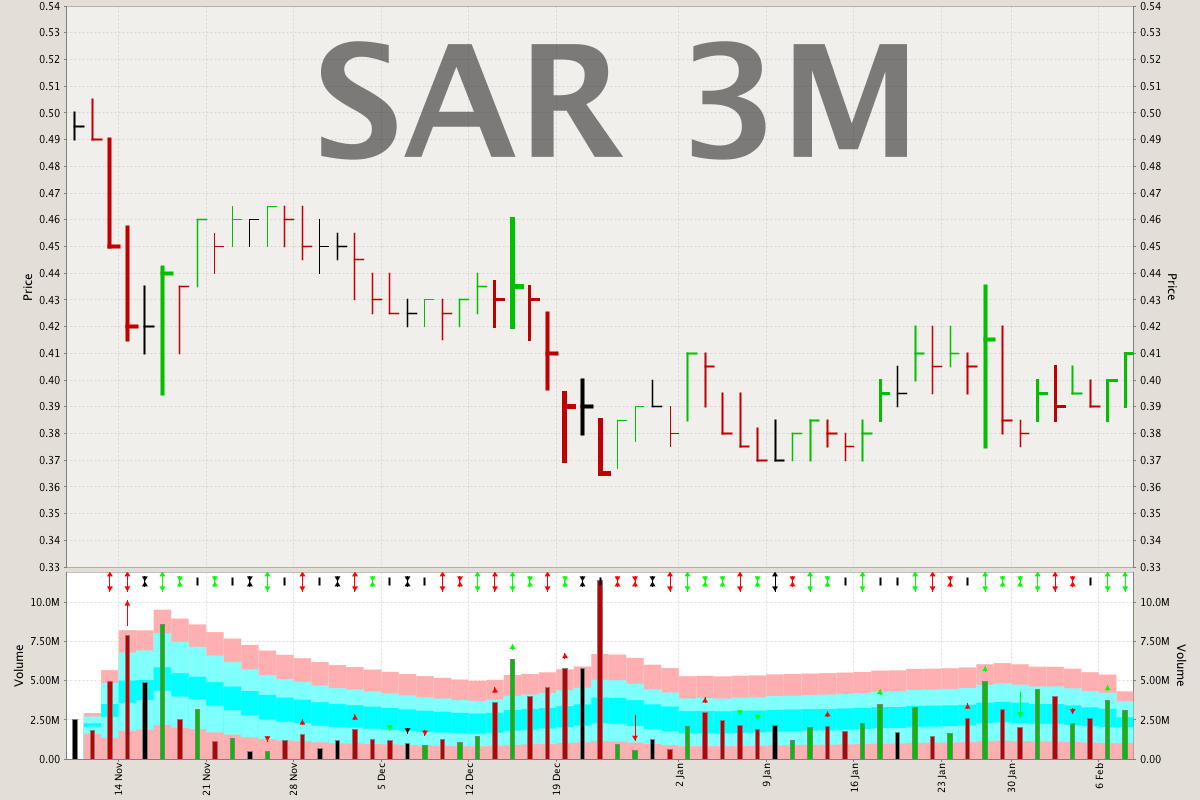 SAR 3M
0.54 0.54
0.53 0.53
0.52 0.52
0.51 0.51
0.50 0.50
0.49 0.49
0.48 0.48
0.47 0.47
0.46 0.46
0.45 0.45
0.44 0.44
Price Price
0.43 0.43
0.42 0.42
0.41 0.41
0.40 0.40
0.39 0.39
0.38 0.38
0.37 0.37
0.36 0.36
0.35 0.35
0.34 0.34
0.33 0.33
10.0M 10.0M
7.50M 7.50M
Volume Volume
5.00M 5.00M
2.50M 2.50M
0.00 0.00
14 Nov 21 Nov 28 Nov 5 Dec 12 Dec 19 Dec 2 Jan 9 Jan 16 Jan 23 Jan 30 Jan 6 Feb